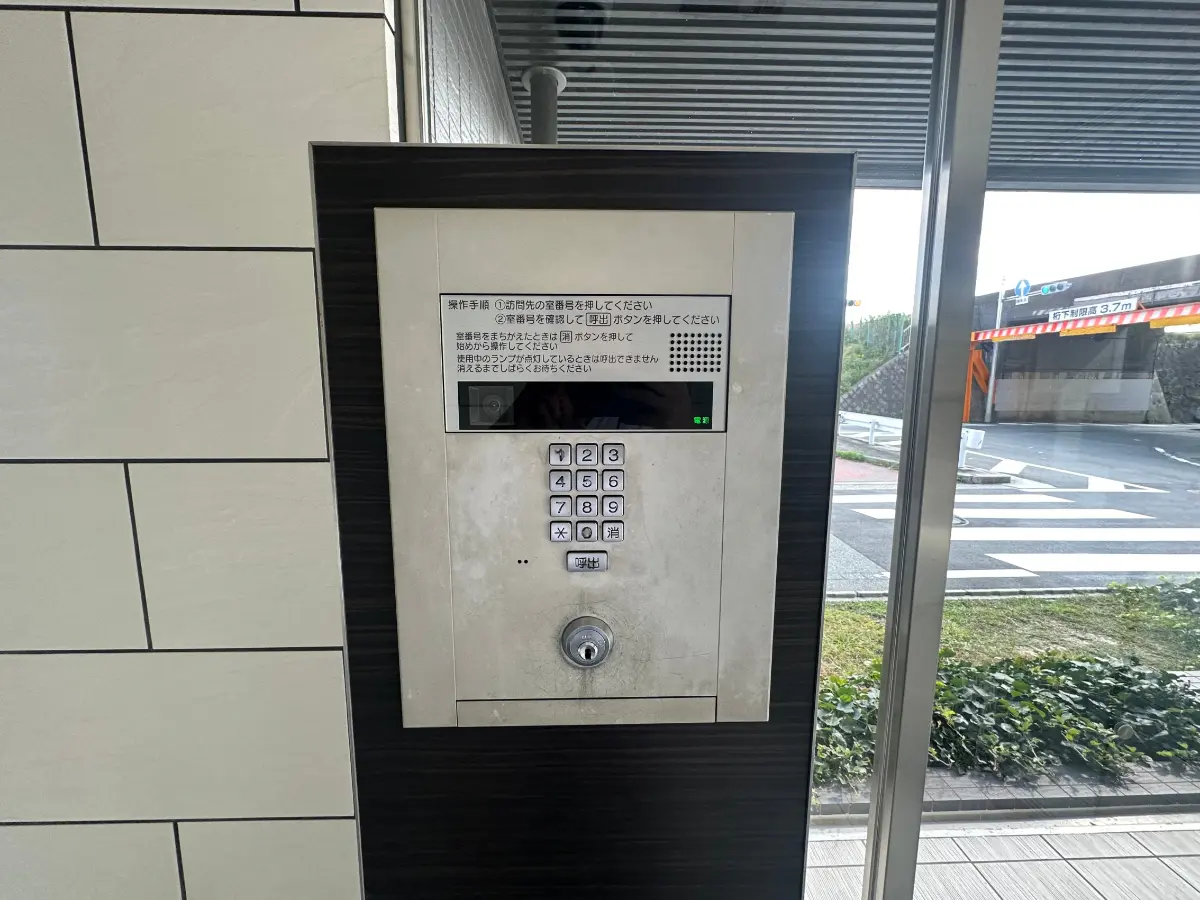 操作手順 ①訪問先の室番号を押してください
②室番号を確認して 呼出 ボタンを押してください
室番号をまちがえたときは 消 ボタンを押して
始めから操作してください
使用中のランプが点灯しているときは呼出できません
消えるまでしばらくお待ちください
電源
1 2 3
4 5 6
7 8 9
* 0 消
呼出
桁下制限高 3.7m